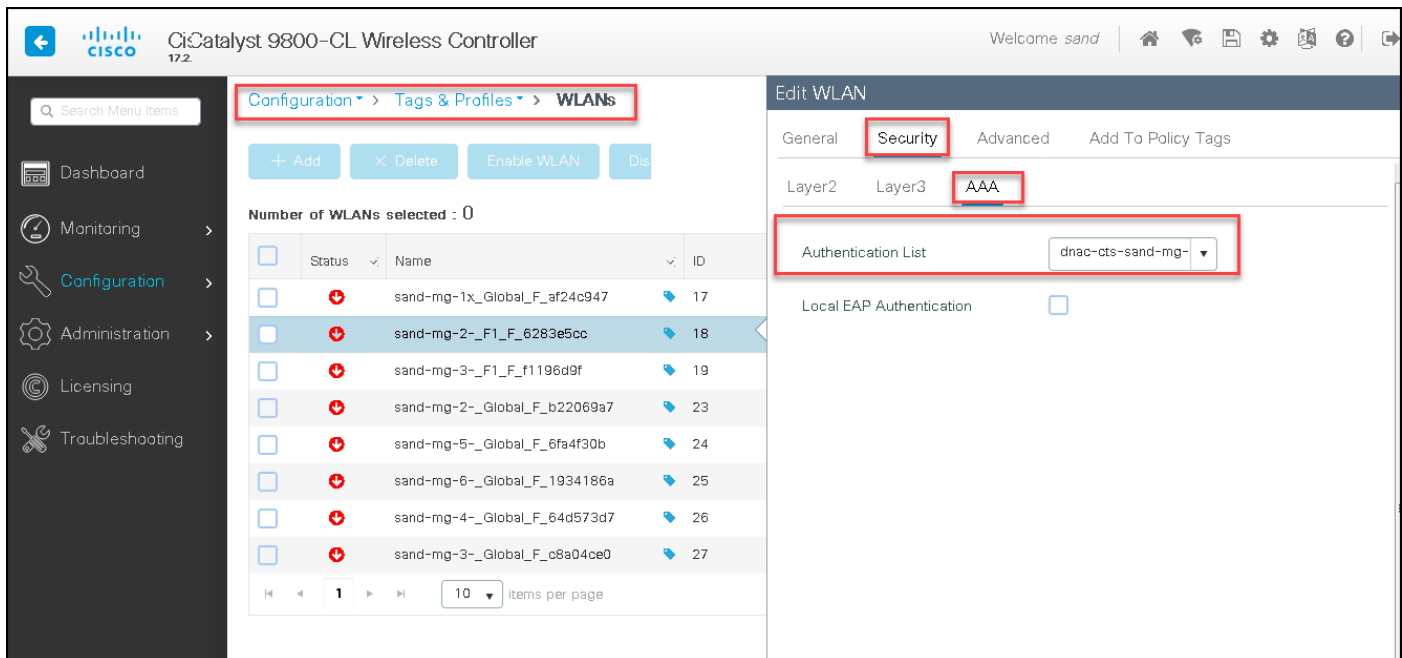 CISCO
Cisco Catalyst 9800-CL Wireless Controller
17.2.
Welcome sand
Search Menu Items
Dashboard
Monitoring
Configuration
Administration
Licensing
Troubleshooting
Configuration > Tags & Profiles > WLANs
+ Add
× Delete
Enable WLAN
Dis
Number of WLANs selected : 0
Status Name ID
sand-mg-1x_Global_F_af24c947 17
sand-mg-2-_F1_F_6283e5cc 18
sand-mg-3-_F1_F_f1196d9f 19
sand-mg-2-_Global_F_b22069a7 23
sand-mg-5-_Global_F_6fa4f30b 24
sand-mg-6-_Global_F_1934186a 25
sand-mg-4-_Global_F_64d573d7 26
sand-mg-3-_Global_F_c8a04ce0 27
1 10 items per page
Edit WLAN
General Security Advanced Add To Policy Tags
Layer2 Layer3 AAA
Authentication List dnac-cts-sand-mg-
Local EAP Authentication